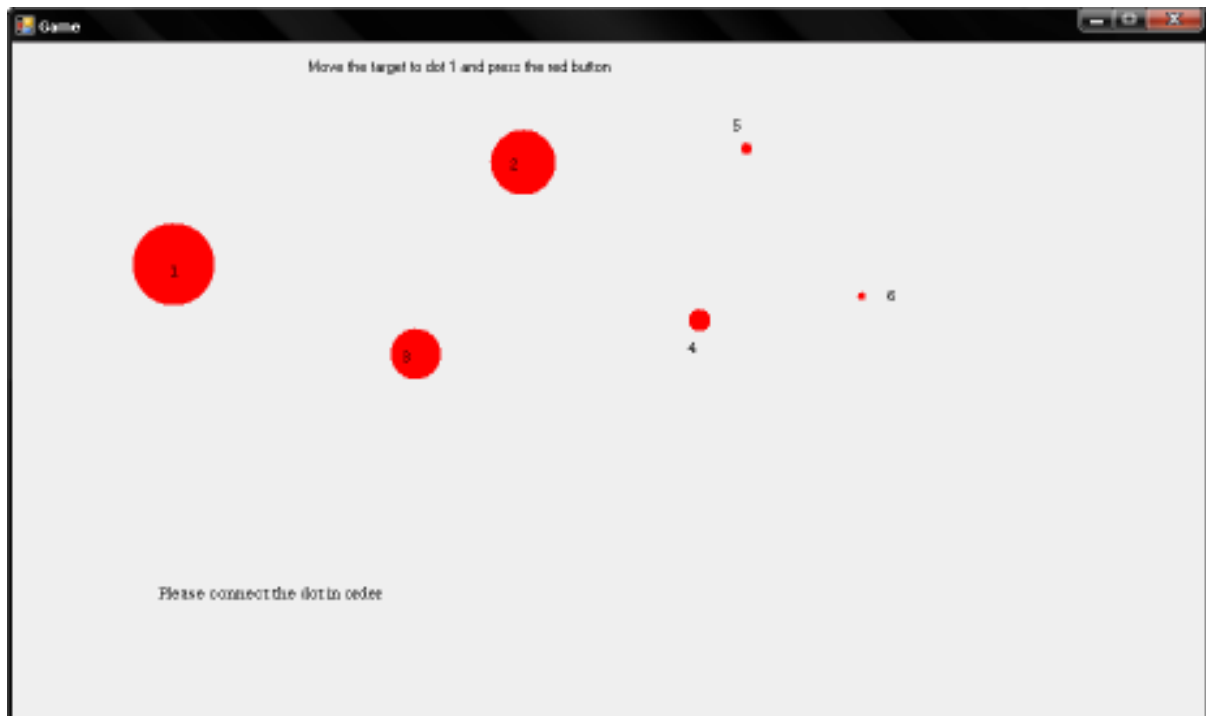 Game
Move the target to dot 1 and press the red button
5
2
1
6
3
4
Please connect the dot in order